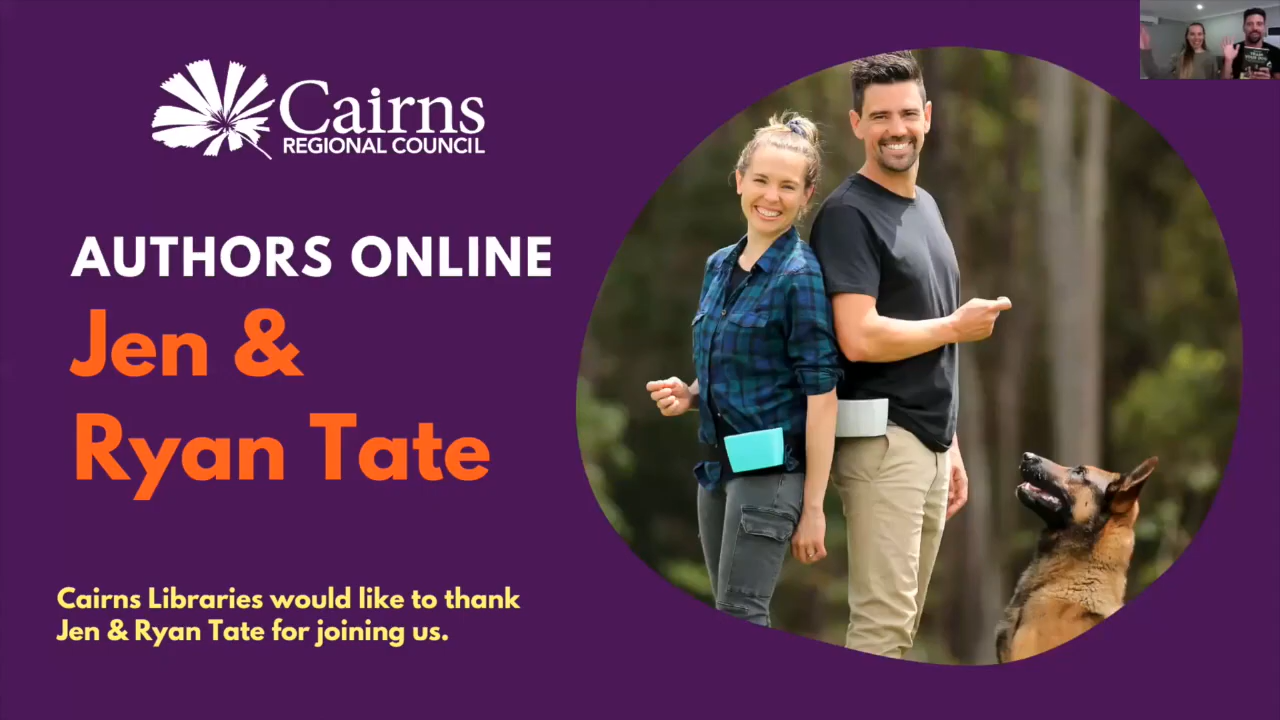 Cairns
REGIONAL COUNCIL
AUTHORS ONLINE
Jen &
Ryan Tate
Cairns Libraries would like to thank
Jen & Ryan Tate for joining us.